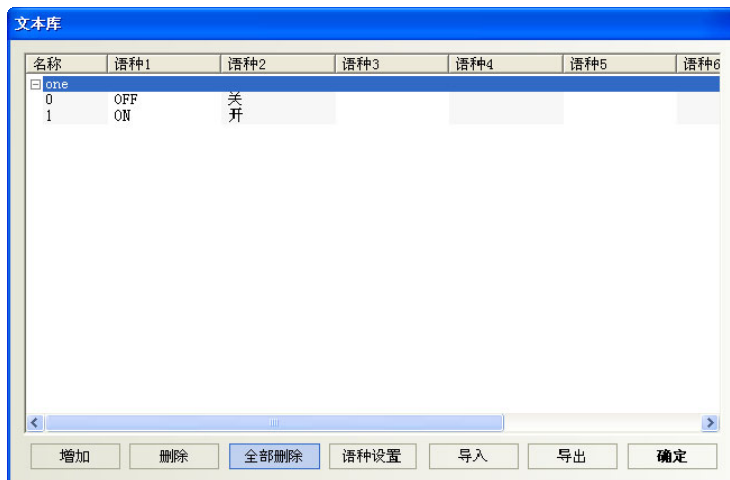 文本库
名称 语种1 语种2 语种3 语种4 语种5 语种6
one
0 OFF 关
1 ON 开
增加 删除 全部删除 语种设置 导入 导出 确定